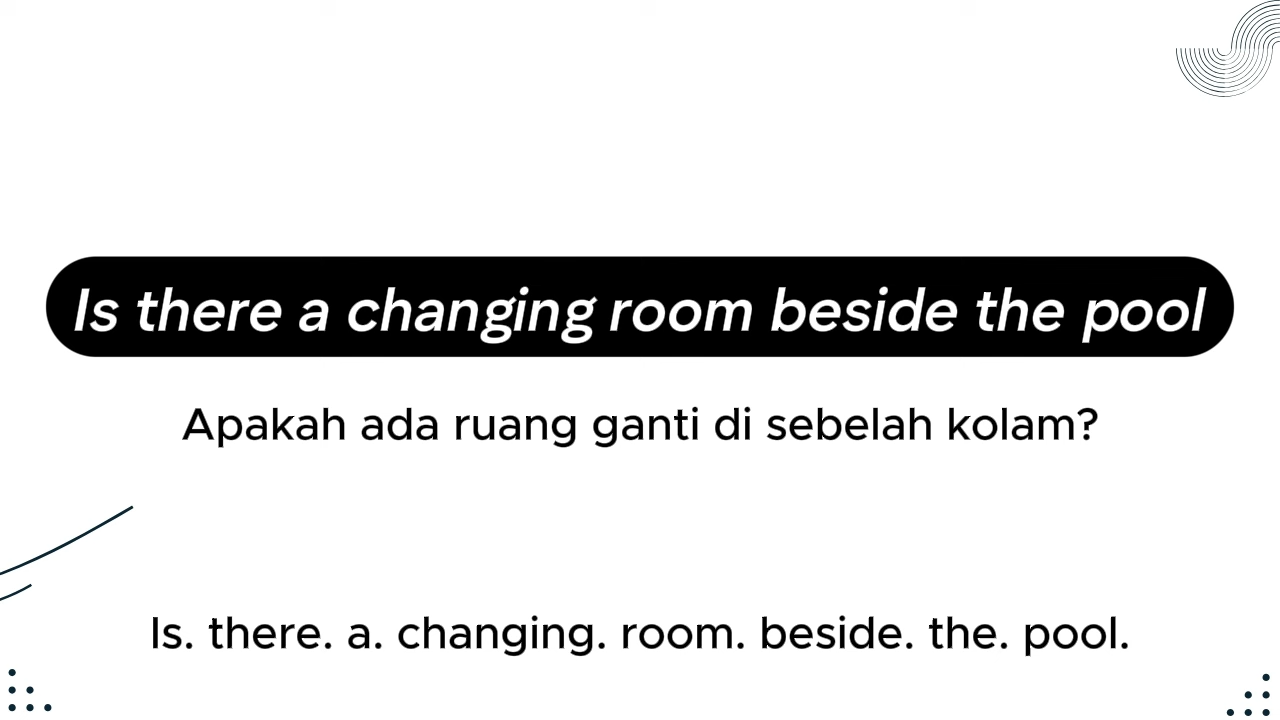 Is there a changing room beside the pool
Apakah ada ruang ganti di sebelah kolam?
Is. there. a. changing. room. beside. the. pool.